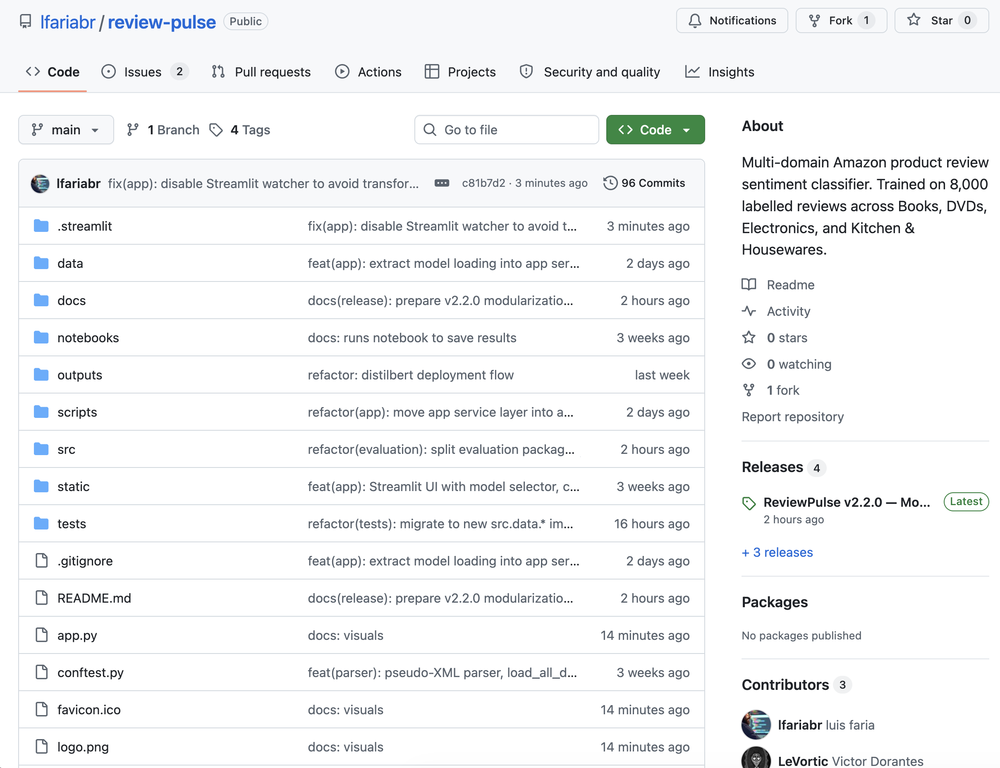 lfariabr / review-pulse Public
Notifications
Fork 1
Star 0
Code
Issues 2
Pull requests
Actions
Projects
Security and quality
Insights
main
1 Branch
4 Tags
Go to file
Code
lfariabr fix(app): disable Streamlit watcher to avoid transfor... c81b7d2 · 3 minutes ago 96 Commits
.streamlit fix(app): disable Streamlit watcher to avoid t... 3 minutes ago
data feat(app): extract model loading into app ser... 2 days ago
docs docs(release): prepare v2.2.0 modularizatio... 2 hours ago
notebooks docs: runs notebook to save results 3 weeks ago
outputs refactor: distilbert deployment flow last week
scripts refactor(app): move app service layer into a... 2 days ago
src refactor(evaluation): split evaluation packag... 2 hours ago
static feat(app): Streamlit UI with model selector, c... 3 weeks ago
tests refactor(tests): migrate to new src.data.* im... 16 hours ago
.gitignore feat(app): extract model loading into app ser... 2 days ago
README.md docs(release): prepare v2.2.0 modularizatio... 2 hours ago
app.py docs: visuals 14 minutes ago
conftest.py feat(parser): pseudo-XML parser, load_all_d... 3 weeks ago
favicon.ico docs: visuals 14 minutes ago
logo.png docs: visuals 14 minutes ago
About
Multi-domain Amazon product review
sentiment classifier. Trained on 8,000
labelled reviews across Books, DVDs,
Electronics, and Kitchen &
Housewares.
Readme
Activity
0 stars
0 watching
1 fork
Report repository
Releases 4
ReviewPulse v2.2.0 — Mo... Latest
2 hours ago
+ 3 releases
Packages
No packages published
Contributors 3
lfariabr luis faria
LeVortic Victor Dorantes